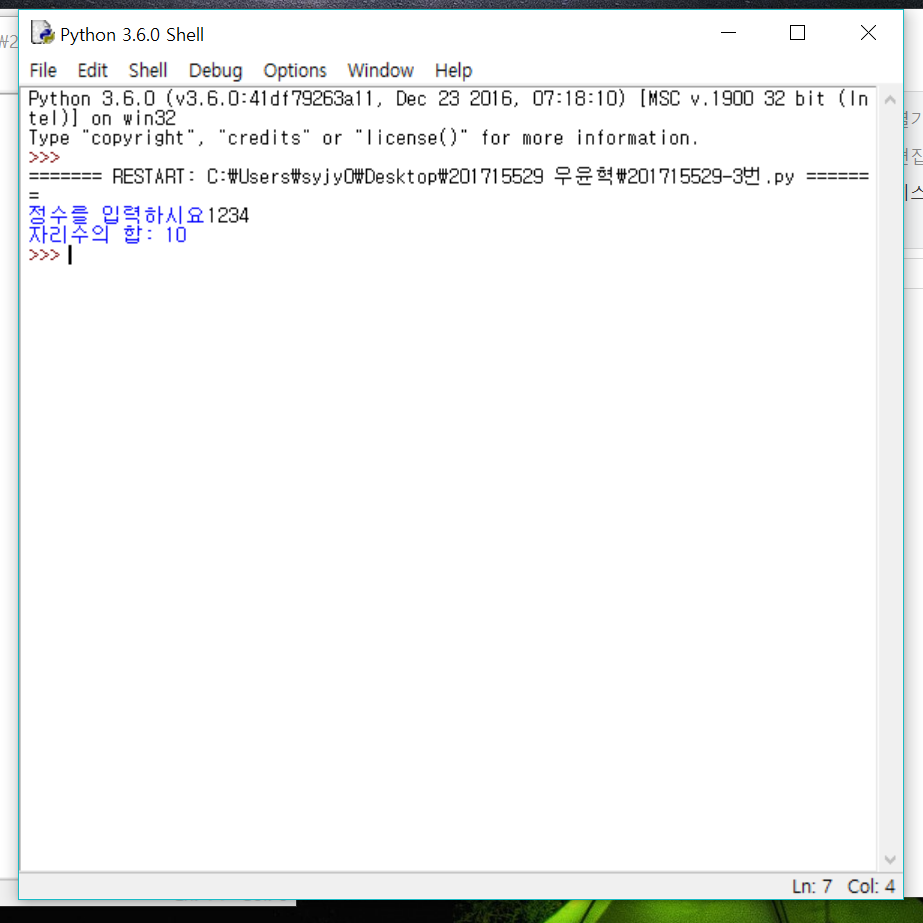 Python 3.6.0 Shell
File Edit Shell Debug Options Window Help
Python 3.6.0 (v3.6.0:41df79263a11, Dec 23 2016, 07:18:10) [MSC v.1900 32 bit (In
tel)] on win32
Type "copyright", "credits" or "license()" for more information.
>>>
======= RESTART: C:₩Users₩syjy0₩Desktop₩201715529 우윤혁₩201715529-3번.py ======
=
정수를 입력하시요1234
자리수의 합: 10
>>>
Ln: 7 Col: 4